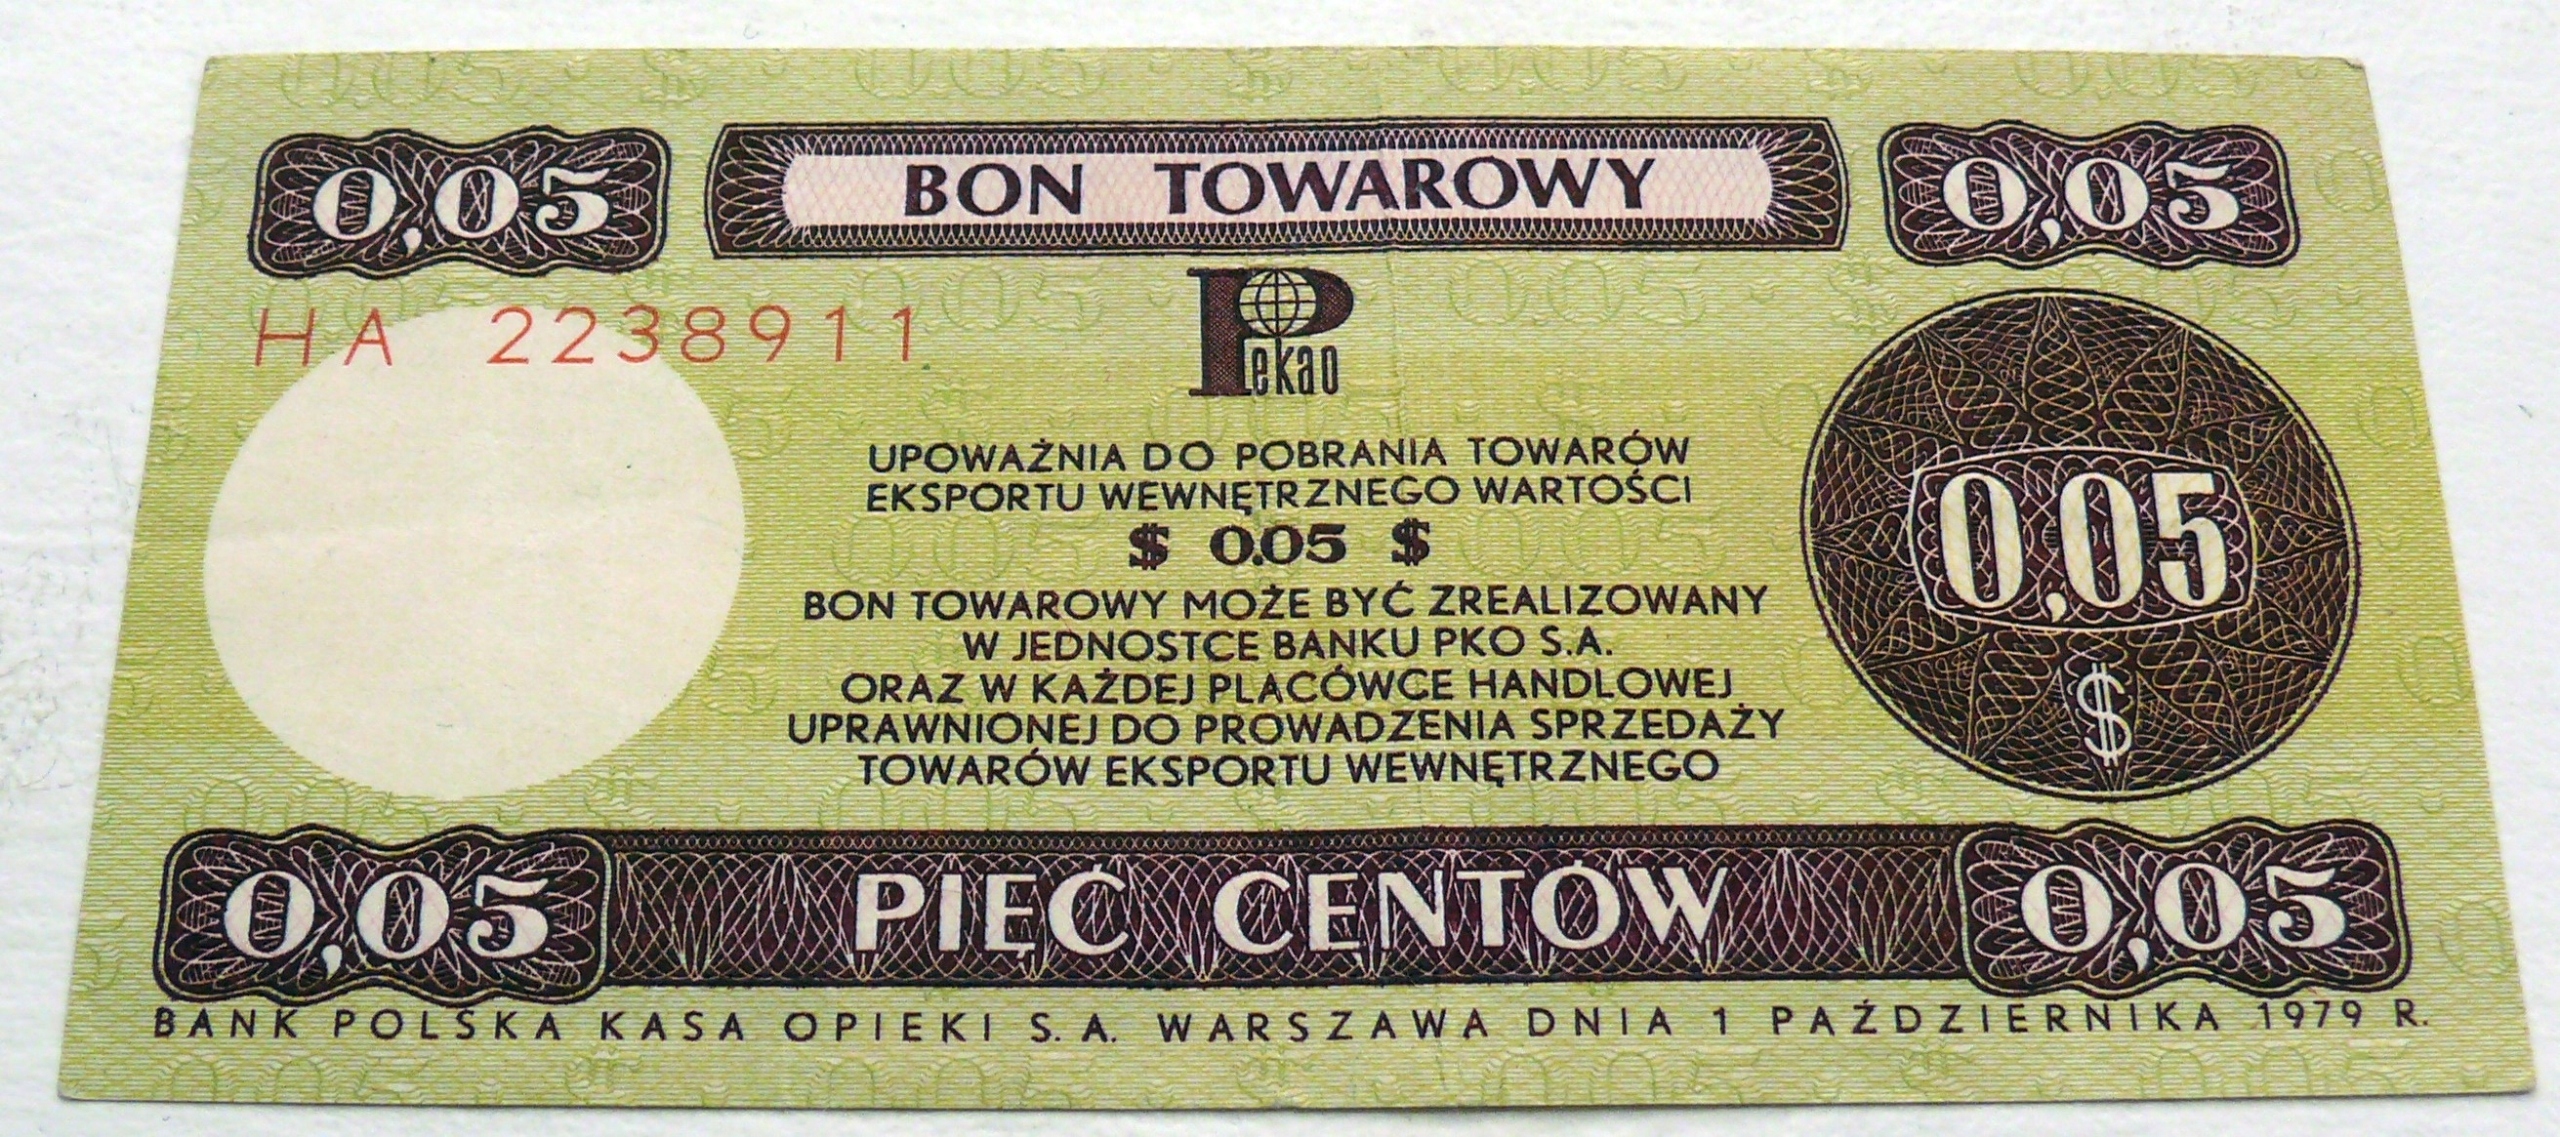 0,05 BON TOWAROWY 0,05
HA 2238911
Pekao
UPOWAŻNIA DO POBRANIA TOWARÓW
EKSPORTU WEWNĘTRZNEGO WARTOŚCI
$ 0.05 $
0,05
$
BON TOWAROWY MOŻE BYĆ ZREALIZOWANY
W JEDNOSTCE BANKU PKO S.A.
ORAZ W KAŻDEJ PLACÓWCE HANDLOWEJ
UPRAWNIONEJ DO PROWADZENIA SPRZEDAŻY
TOWARÓW EKSPORTU WEWNĘTRZNEGO
0,05 PIĘĆ CENTÓW 0,05
BANK POLSKA KASA OPIEKI S.A. WARSZAWA DNIA 1 PAŹDZIERNIKA 1979 R.